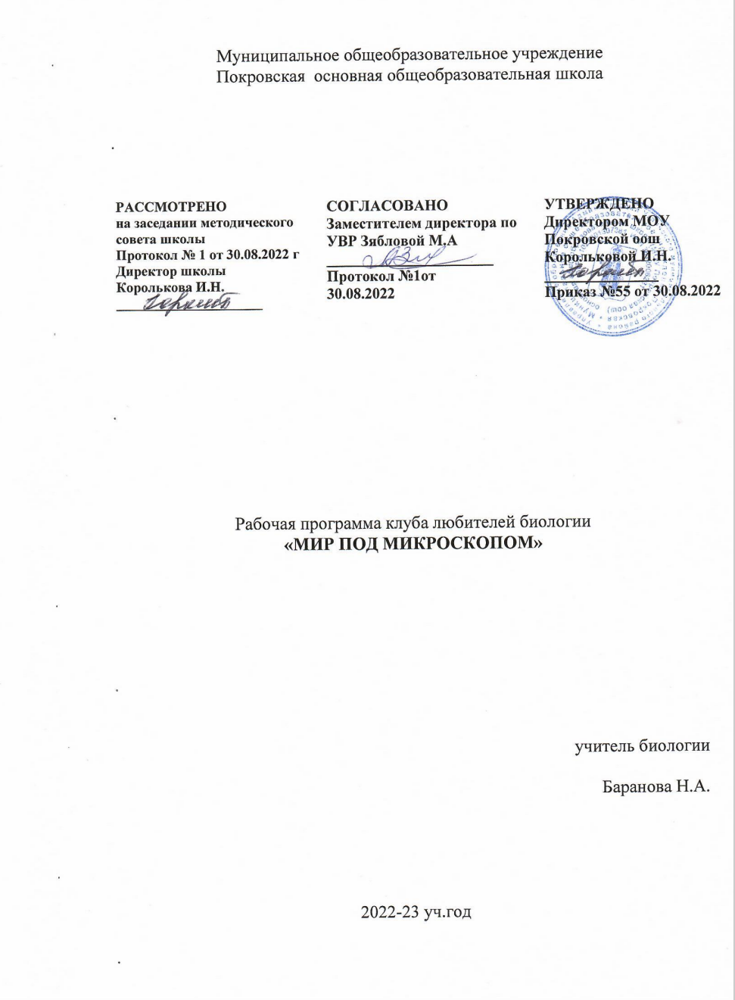 Муниципальное общеобразовательное учреждение
Покровская основная общеобразовательная школа
РАССМОТРЕНО
на заседании методического
совета школы
Протокол № 1 от 30.08.2022 г
Директор школы
Королькова И.Н.
СОГЛАСОВАНО
Заместителем директора по
УВР Зябловой М.А
Протокол №1от
30.08.2022
УТВЕРЖДЕНО
Директором МОУ
Покровской оош
Корольковой И.Н.
Приказ №55 от 30.08.2022
Рабочая программа клуба любителей биологии
«МИР ПОД МИКРОСКОПОМ»
учитель биологии
Баранова Н.А.
2022-23 уч.год